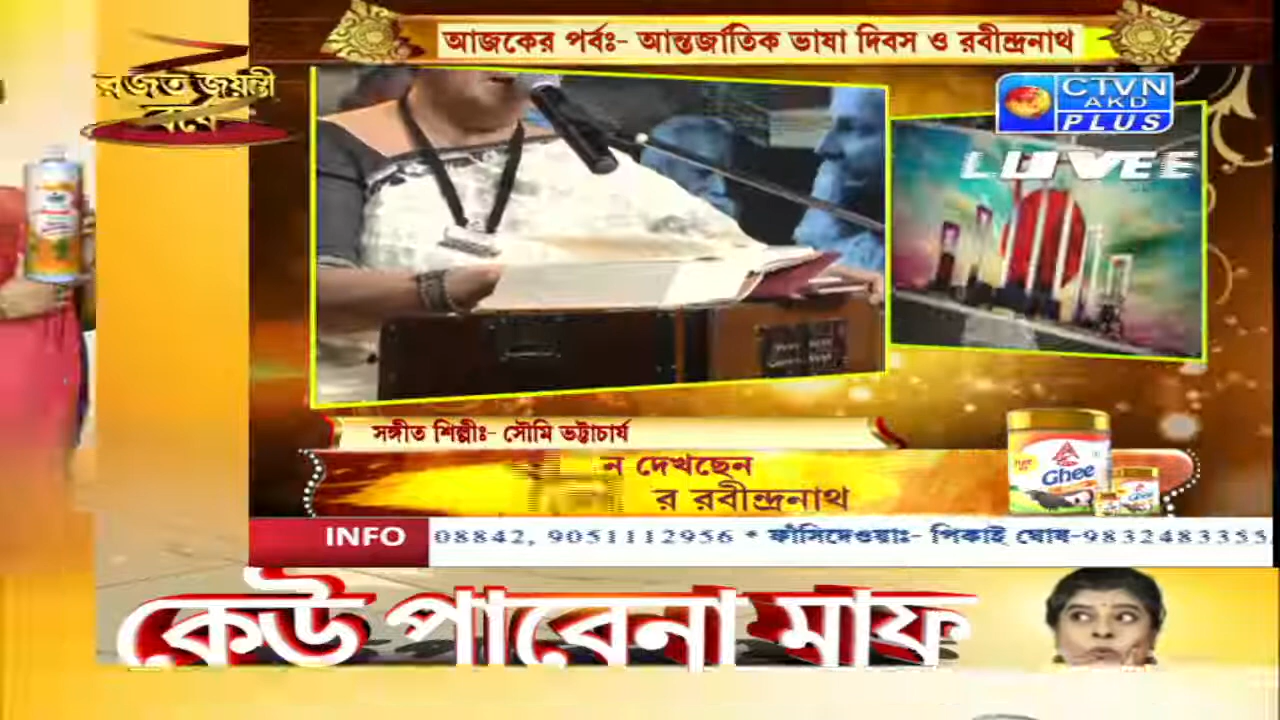 আজকের পর্বঃ- আন্তর্জাতিক ভাষা দিবস ও রবীন্দ্রনাথ
রজত জয়ন্তী
বর্ষে
CTVN
AKD
PLUS
সঙ্গীত শিল্পীঃ- সৌমি ভট্টাচার্য
ন দেখছেন
র রবীন্দ্রনাথ
Ghee
INFO
08842, 9051112956 * ফাঁসিদেওয়াঃ- পিকাই ঘোষ-9832483355,
কেউ পাবেনা মাফ